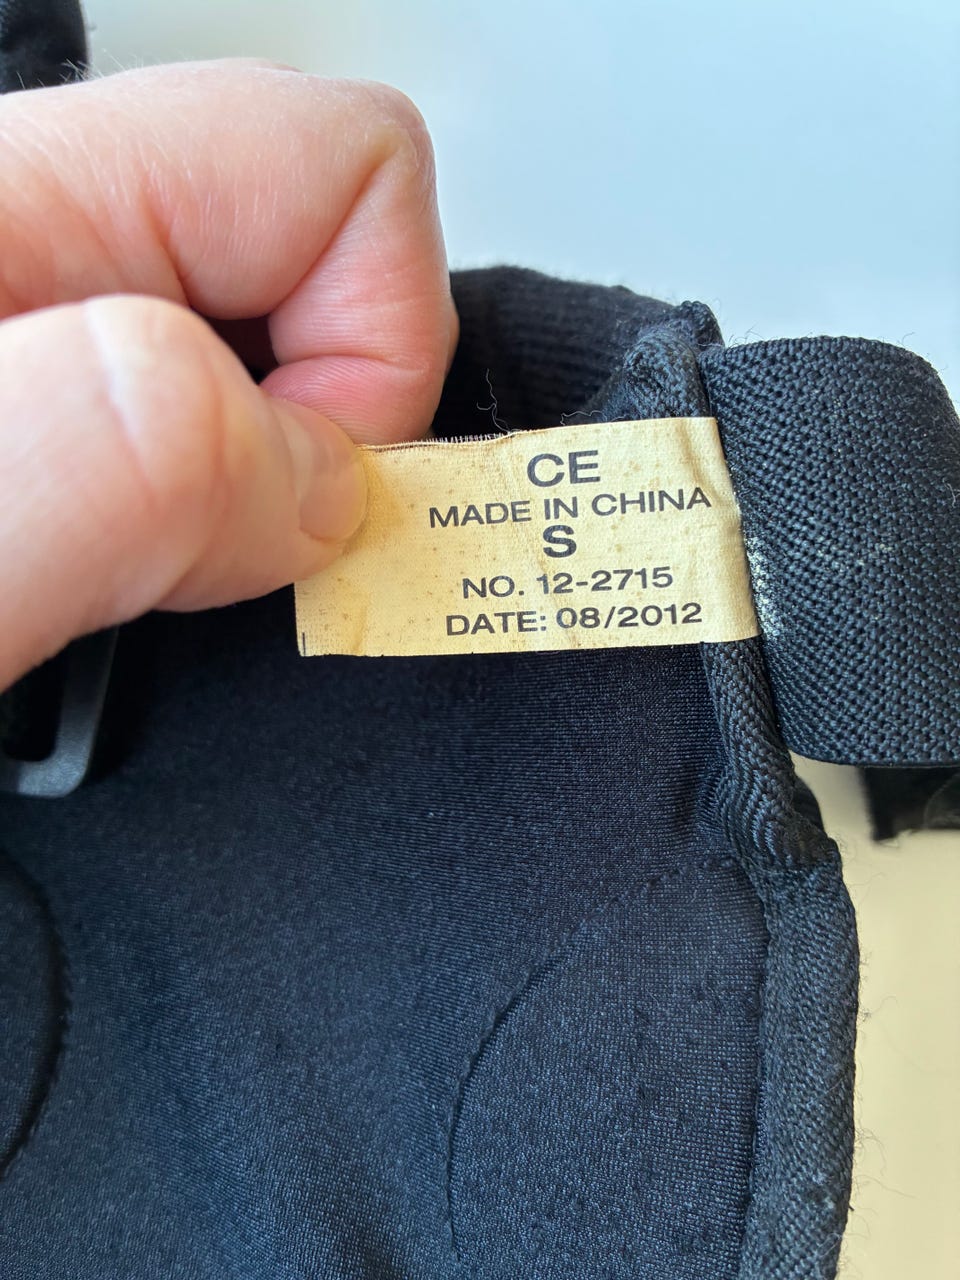 CE
MADE IN CHINA
S
NO. 12-2715
DATE: 08/2012